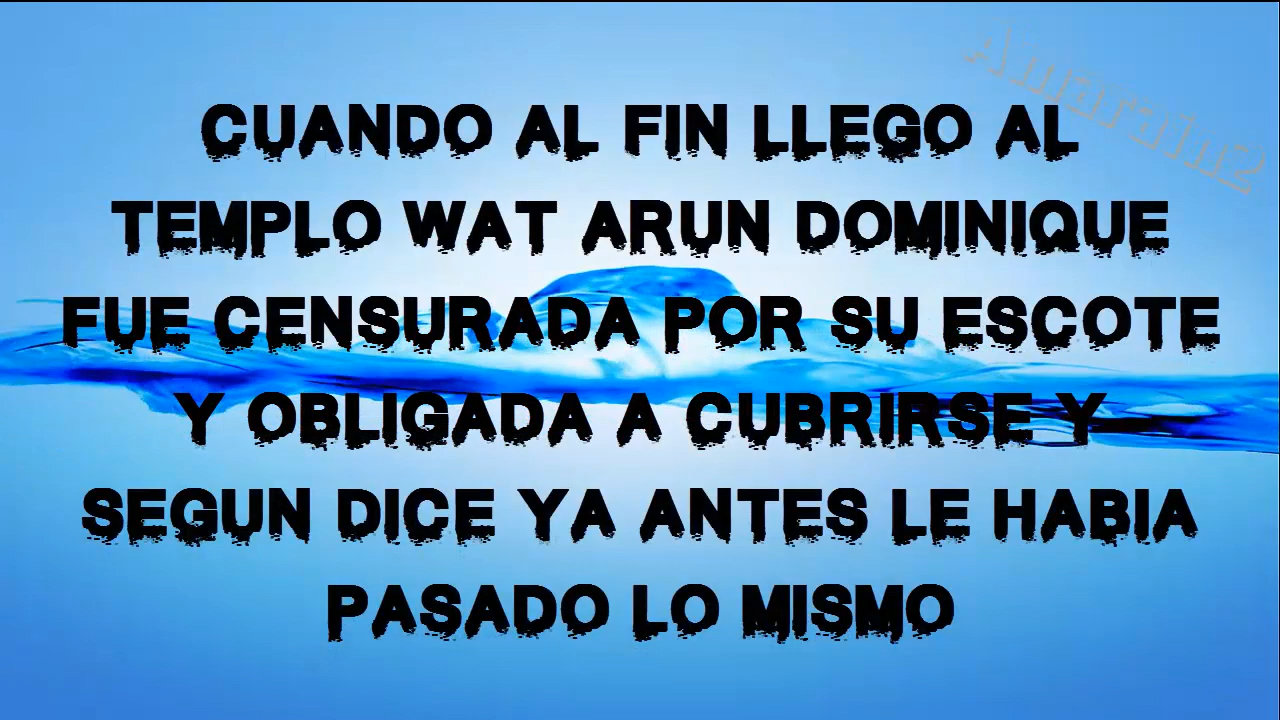 Amarain2
CUANDO AL FIN LLEGO AL
TEMPLO WAT ARUN DOMINIQUE
FUE CENSURADA POR SU ESCOTE
Y OBLIGADA A CUBRIRSE Y
SEGUN DICE YA ANTES LE HABIA
PASADO LO MISMO